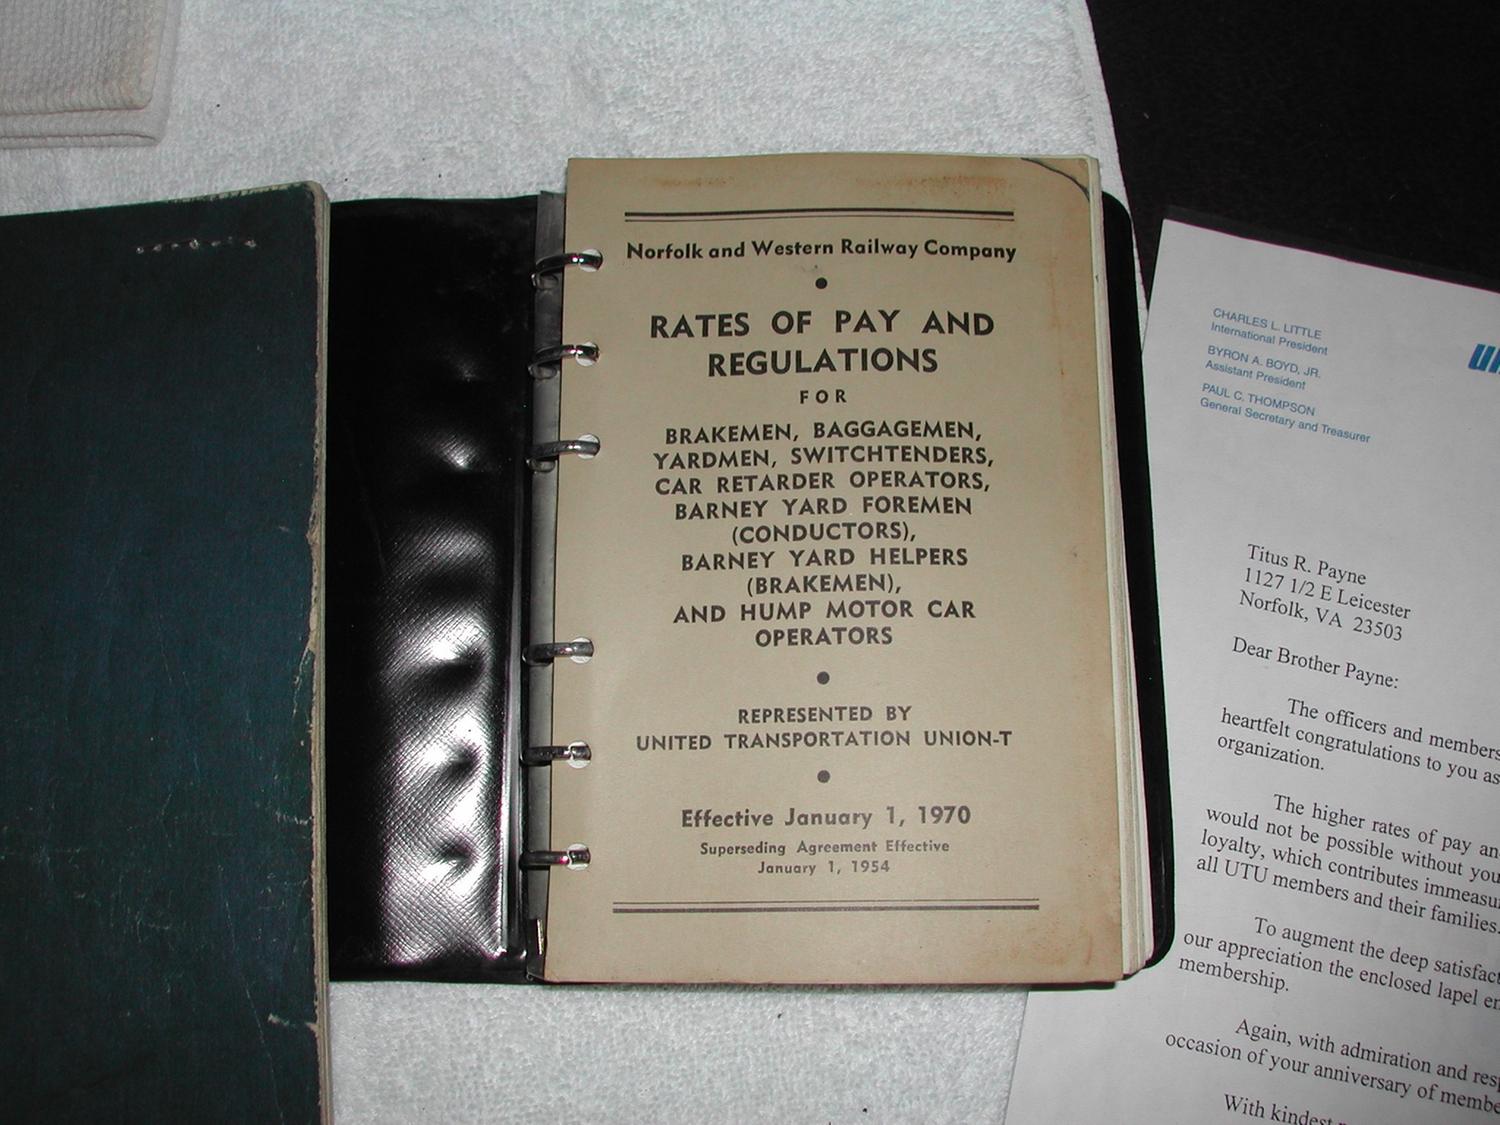 Norfolk and Western Railway Company
RATES OF PAY AND
REGULATIONS
FOR
BRAKEMEN, BAGGAGEMEN,
YARDMEN, SWITCHTENDERS,
CAR RETARDER OPERATORS,
BARNEY YARD FOREMEN
(CONDUCTORS),
BARNEY YARD HELPERS
(BRAKEMEN),
AND HUMP MOTOR CAR
OPERATORS
REPRESENTED BY
UNITED TRANSPORTATION UNION-T
Effective January 1, 1970
Superseding Agreement Effective
January 1, 1954
CHARLES L. LITTLE
International President
BYRON A. BOYD, JR.
Assistant President
PAUL C. THOMPSON
General Secretary and Treasurer
Titus R. Payne
1127 1/2 E Leicester
Norfolk, VA 23503
Dear Brother Payne:
The officers and members
heartfelt congratulations to you as
organization.
The higher rates of pay
would not be possible without
loyalty, which contributes
all UTU members and their families.
To augment the deep
our appreciation the enclosed lapel
membership.
Again, with admiration and
occasion of your anniversary of
With kindest